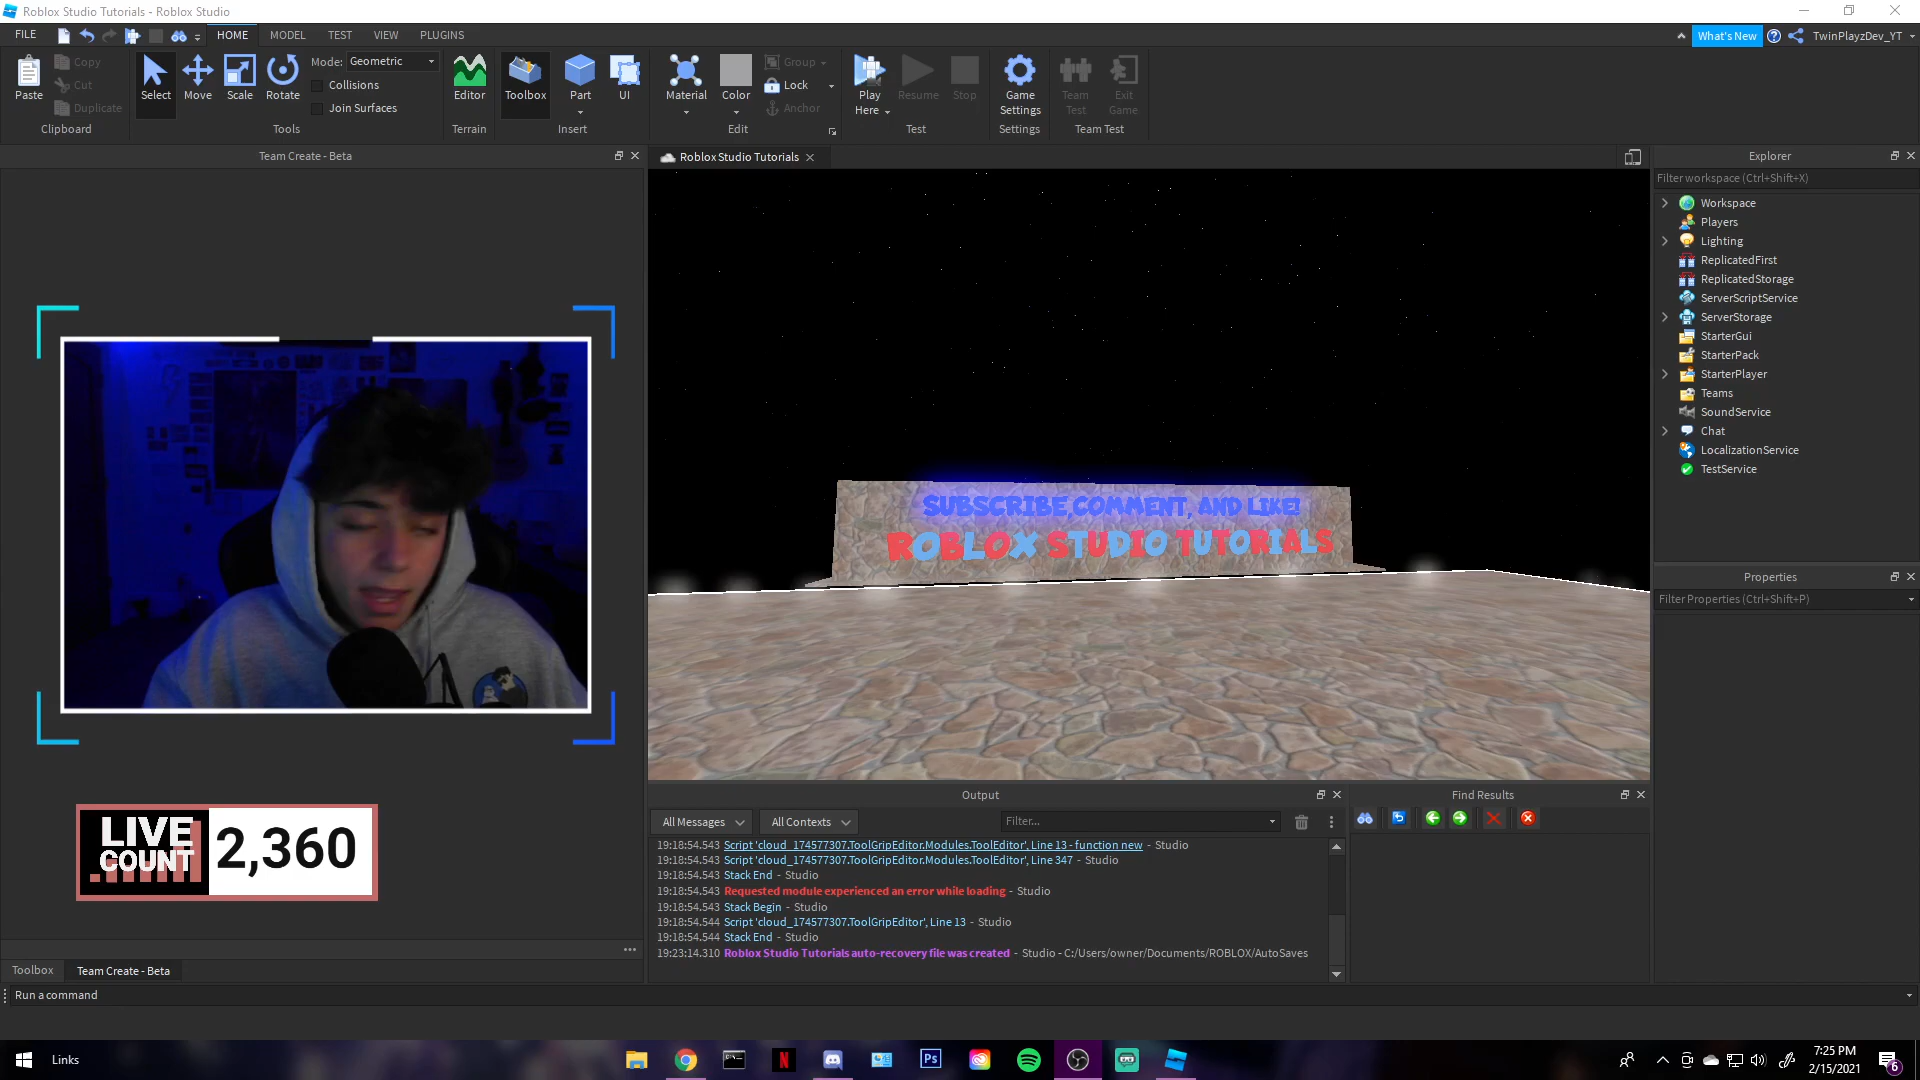 Roblox Studio Tutorials - Roblox Studio
FILE HOME MODEL TEST VIEW PLUGINS What's New TwinPlayzDev_YT
Paste Copy Cut Duplicate
Clipboard
Select Move Scale Rotate Mode: Geometric
Collisions
Join Surfaces
Tools
Editor
Terrain
Toolbox Part UI
Insert
Material Color Group Lock Anchor
Edit
Play Here Resume Stop
Test
Game Settings
Settings
Team Test Exit Game
Team Test
Team Create - Beta
Roblox Studio Tutorials
SUBSCRIBE,COMMENT, AND LIKE!
ROBLOX STUDIO TUTORIALS
LIVE COUNT 2,360
Explorer
Filter workspace (Ctrl+Shift+X)
Workspace
Players
Lighting
ReplicatedFirst
ReplicatedStorage
ServerScriptService
ServerStorage
StarterGui
StarterPack
StarterPlayer
Teams
SoundService
Chat
LocalizationService
TestService
Properties
Filter Properties (Ctrl+Shift+P)
Output
All Messages All Contexts Filter...
19:18:54.543 Script 'cloud_174577307.ToolGripEditor.Modules.ToolEditor', Line 13 - function new - Studio
19:18:54.543 Script 'cloud_174577307.ToolGripEditor.Modules.ToolEditor', Line 347 - Studio
19:18:54.543 Stack End - Studio
19:18:54.543 Requested module experienced an error while loading - Studio
19:18:54.543 Stack Begin - Studio
19:18:54.544 Script 'cloud_174577307.ToolGripEditor', Line 13 - Studio
19:18:54.544 Stack End - Studio
19:23:14.310 Roblox Studio Tutorials auto-recovery file was created - Studio - C:/Users/owner/Documents/ROBLOX/AutoSaves
Find Results
Toolbox Team Create - Beta
Run a command
Links
N
Ps
7:25 PM
2/15/2021
6